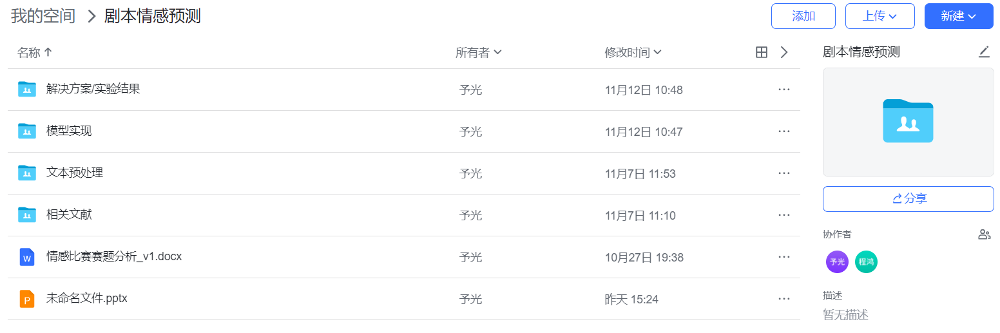 我的空间 > 剧本情感预测 添加 上传 新建
名称 所有者 修改时间
解决方案/实验结果 予光 11月12日 10:48
模型实现 予光 11月12日 10:47
文本预处理 予光 11月7日 11:53
相关文献 予光 11月7日 11:10
W 情感比赛赛题分析_v1.docx 予光 10月27日 19:38
P 未命名文件.pptx 予光 昨天 15:24
剧本情感预测
分享
协作者
予光 程鸿
描述
暂无描述